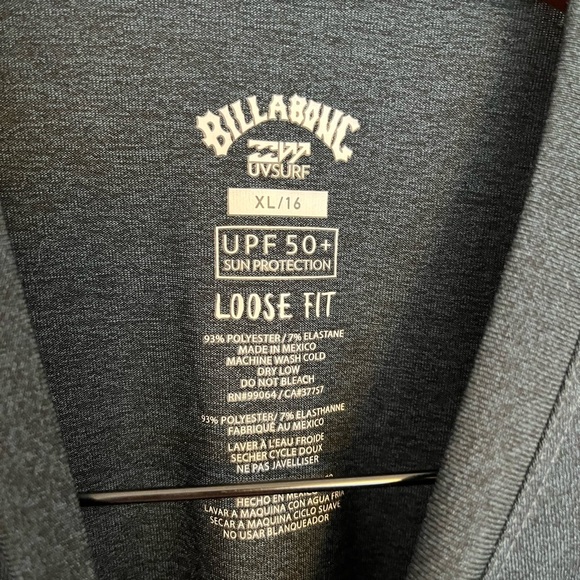 BILLABONG
UVSURF
XL/16
UPF 50+
SUN PROTECTION
LOOSE FIT
93% POLYESTER / 7% ELASTANE
MADE IN MEXICO
MACHINE WASH COLD
DRY LOW
DO NOT BLEACH
RN#99064 / CA#37757
93% POLYESTER / 7% ELASTHANNE
FABRIQUÉ AU MEXICO
LAVER À L'EAU FROIDE
SECHER CYCLE DOUX
NE PAS JAVELLISER
HECHO EN MEXICO
LAVAR A MAQUINA CON AGUA FRIA
SECAR A MAQUINA CICLO SUAVE
NO USAR BLANQUEADOR